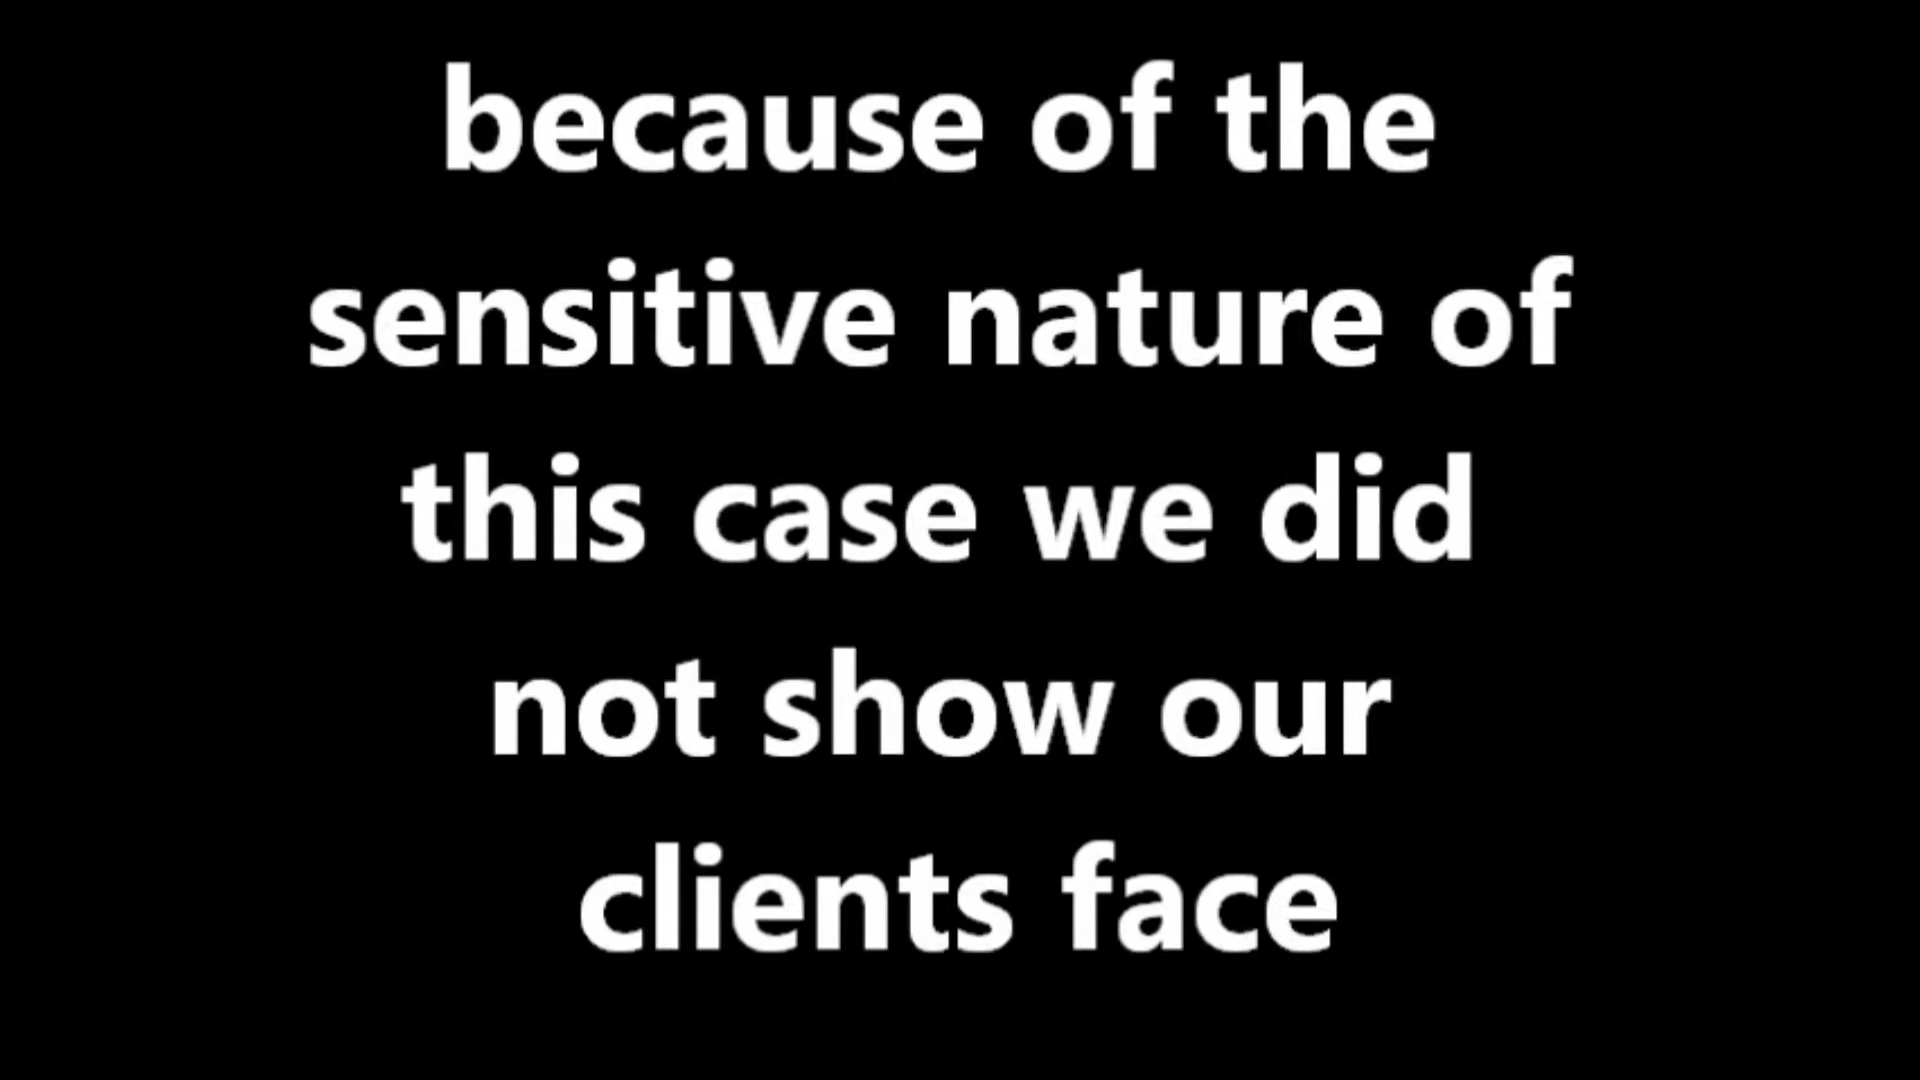 because of the
sensitive nature of
this case we did
not show our
clients face